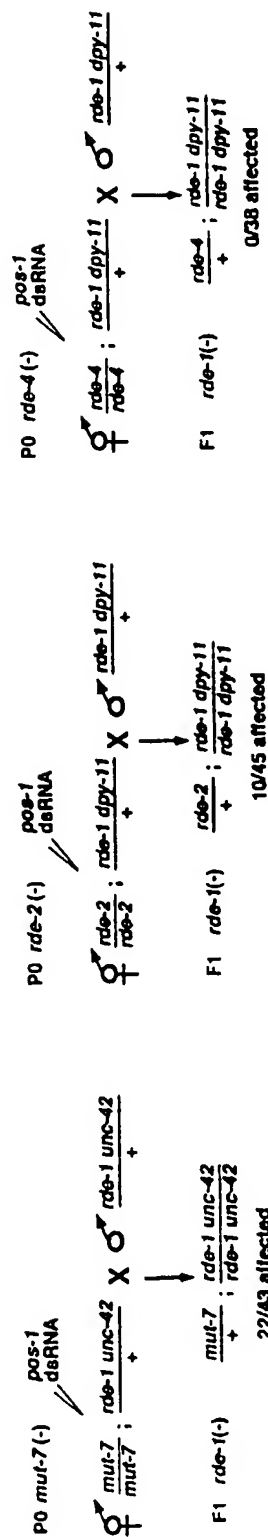 P0 mut-7 (-)
pos-1
dsRNA
mut-7
mut-7
;
rde-1 unc-42
+
X
rde-1 unc-42
+
F1 rde-1(-)
mut-7
+
;
rde-1 unc-42
rde-1 unc-42
22/43 affected
P0 rde-2 (-)
pos-1
dsRNA
rde-2
rde-2
;
rde-1 dpy-11
+
X
rde-1 dpy-11
+
F1 rde-1(-)
rde-2
+
;
rde-1 dpy-11
rde-1 dpy-11
10/45 affected
P0 rde-4 (-)
pos-1
dsRNA
rde-4
rde-4
;
rde-1 dpy-11
+
X
rde-1 dpy-11
+
F1 rde-1(-)
rde-4
+
;
rde-1 dpy-11
rde-1 dpy-11
0/38 affected